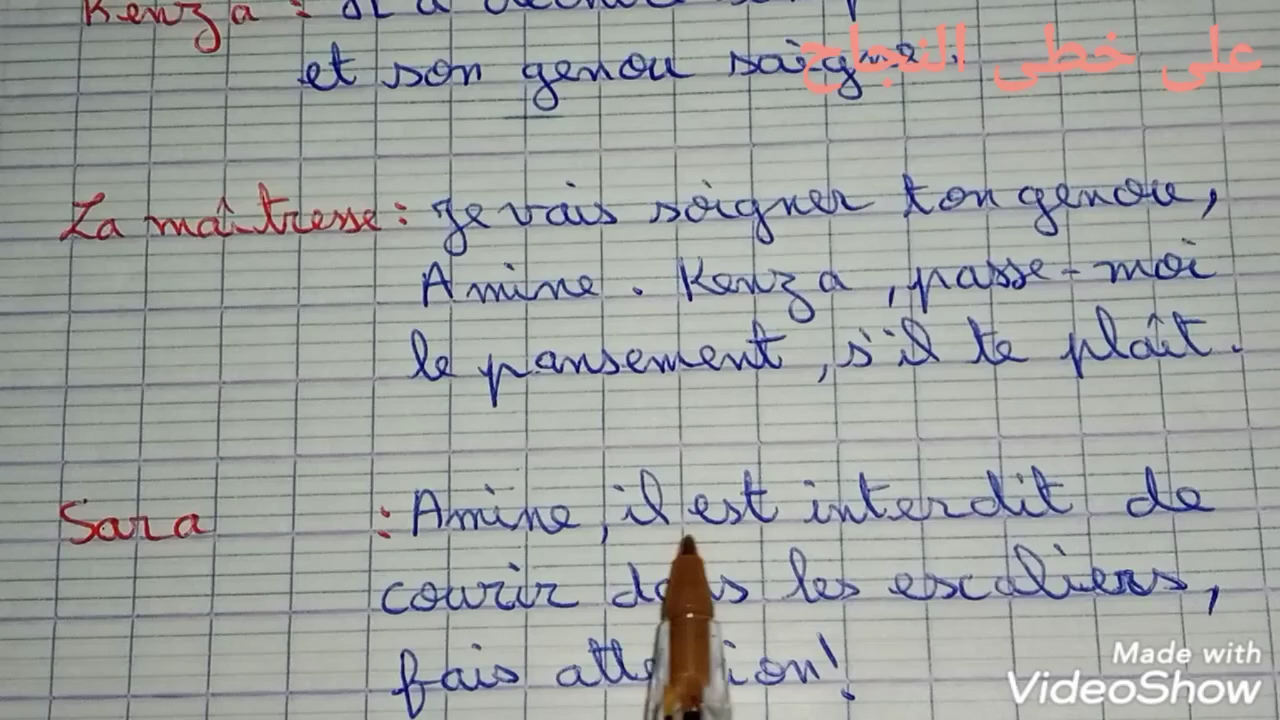 Kenza :
et son genou saigne.
على خطى النجاح
La maîtresse : Je vais soigner ton genou,
Amine. Kenza, passe-moi
le pansement, s'il te plaît.
Sara : Amine, il est interdit de
courir dans les escaliers,
fais attention!
Made with
VideoShow